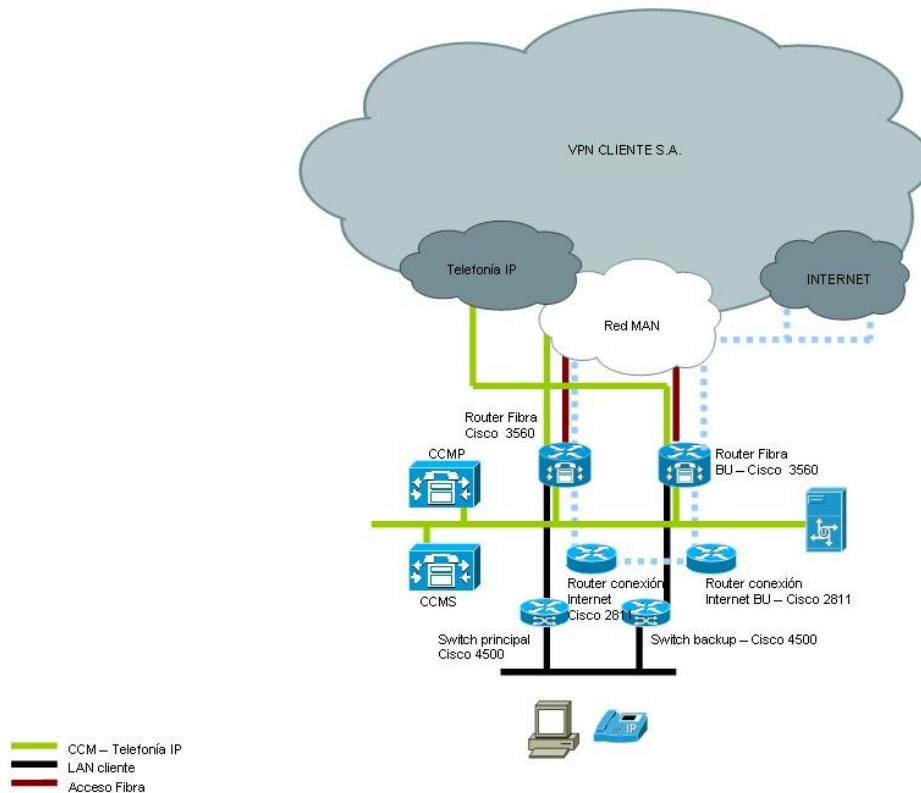 VPN CLIENTE S.A.
Telefonía IP
INTERNET
Red MAN
Router Fibra
Cisco 3560
CCMP
Router Fibra
BU – Cisco 3560
CCMS
Router conexión
Internet
Cisco 2811
Router conexión
Internet BU – Cisco 2811
Switch principal
Cisco 4500
Switch backup – Cisco 4500
IP
CCM – Telefonía IP
LAN cliente
Acceso Fibra